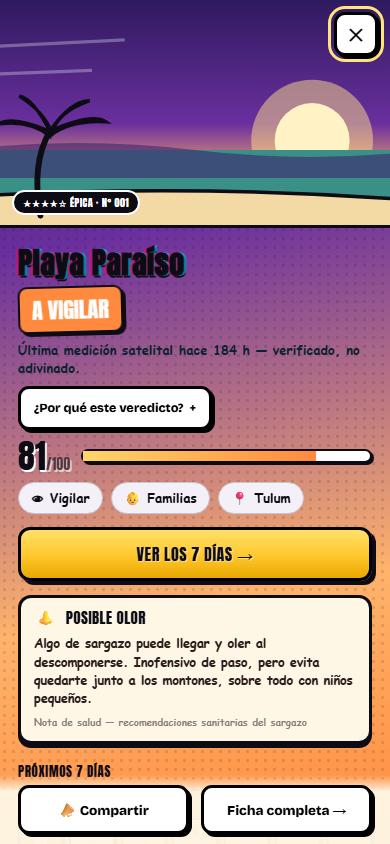 ★★★★☆ ÉPICA · Nº 001
Playa Paraíso
A VIGILAR
Última medición satelital hace 184 h — verificado, no
adivinado.
¿Por qué este veredicto? +
81/100
👁 Vigilar
👶 Familias
📍 Tulum
VER LOS 7 DÍAS →
👃 POSIBLE OLOR
Algo de sargazo puede llegar y oler al
descomponerse. Inofensivo de paso, pero evita
quedarte junto a los montones, sobre todo con niños
pequeños.
Nota de salud — recomendaciones sanitarias del sargazo
PRÓXIMOS 7 DÍAS
Compartir
Ficha completa →